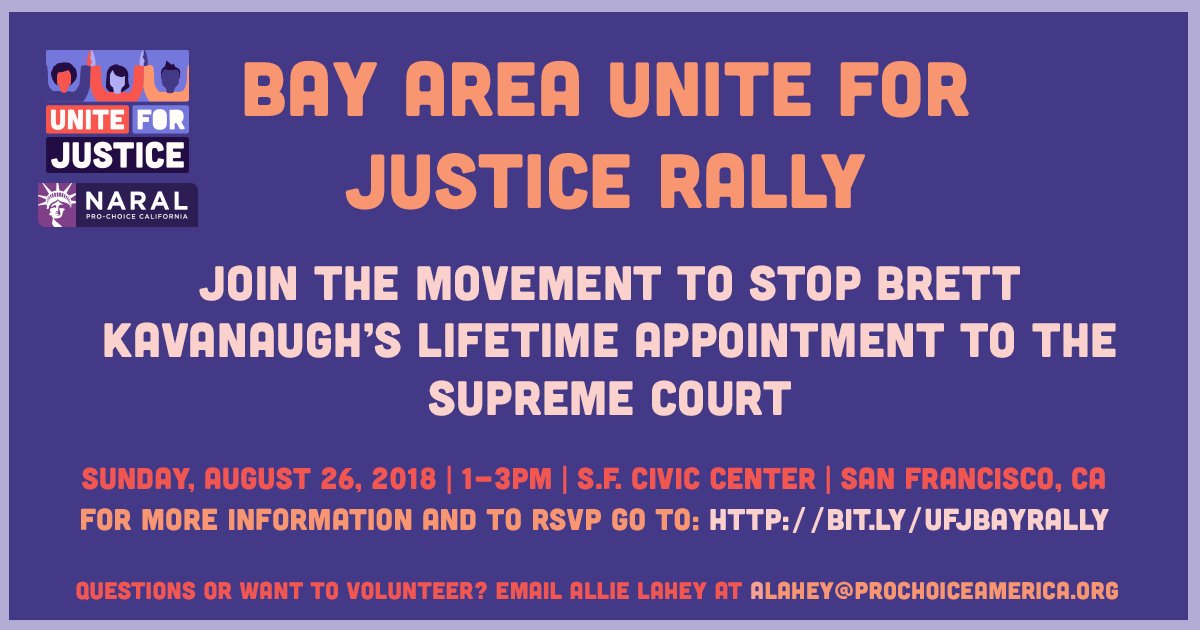 UNITE FOR
JUSTICE
NARAL
PRO-CHOICE CALIFORNIA
BAY AREA UNITE FOR
JUSTICE RALLY
JOIN THE MOVEMENT TO STOP BRETT
KAVANAUGH'S LIFETIME APPOINTMENT TO THE
SUPREME COURT
SUNDAY, AUGUST 26, 2018 | 1–3PM | S.F. CIVIC CENTER | SAN FRANCISCO, CA
FOR MORE INFORMATION AND TO RSVP GO TO: HTTP://BIT.LY/UFJBAYRALLY
QUESTIONS OR WANT TO VOLUNTEER? EMAIL ALLIE LAHEY AT ALAHEY@PROCHOICEAMERICA.ORG